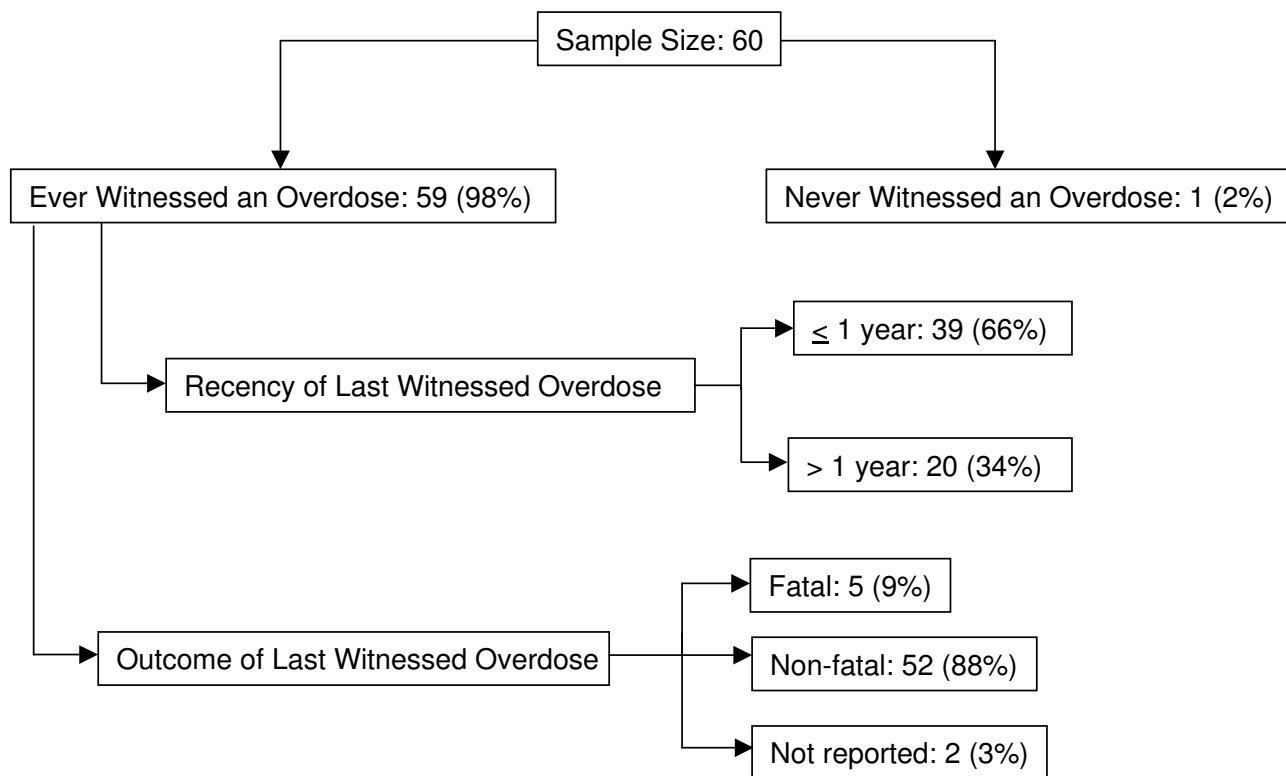 Sample Size: 60
Ever Witnessed an Overdose: 59 (98%)
Never Witnessed an Overdose: 1 (2%)
≤ 1 year: 39 (66%)
Recency of Last Witnessed Overdose
> 1 year: 20 (34%)
Fatal: 5 (9%)
Outcome of Last Witnessed Overdose
Non-fatal: 52 (88%)
Not reported: 2 (3%)